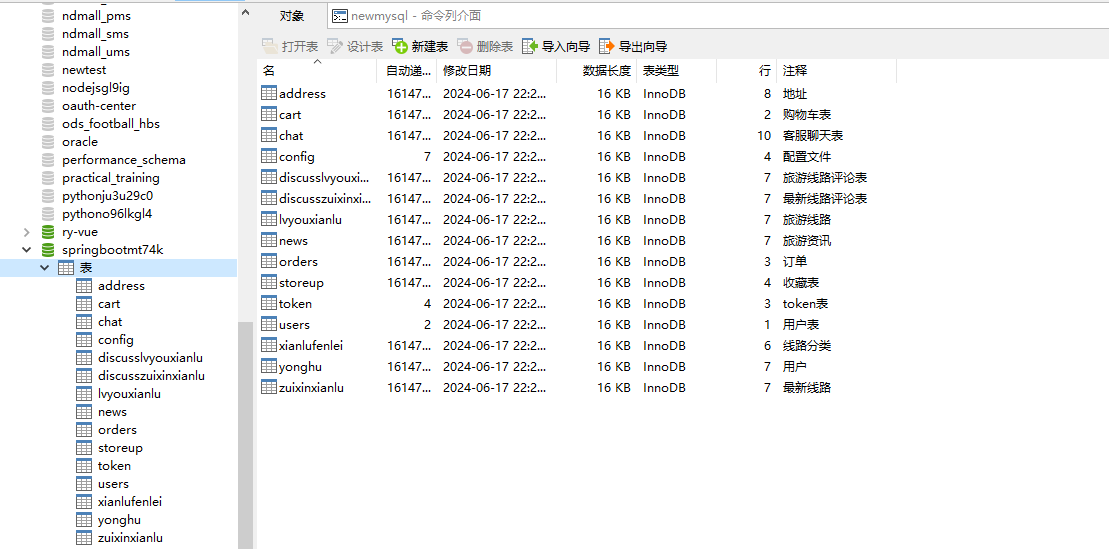 ndmall_pms
ndmall_sms
ndmall_ums
newtest
nodejsgl9ig
oauth-center
ods_football_hbs
oracle
performance_schema
practical_training
pythonju3u29c0
pythono96lkgl4
ry-vue
springbootmt74k
表
address
cart
chat
config
discusslvyouxianlu
discusszuixinxianlu
lvyouxianlu
news
orders
storeup
token
users
xianlufenlei
yonghu
zuixinxianlu
对象 newmysql - 命令列介面
打开表 设计表 新建表 删除表 导入向导 导出向导
名 自动递... 修改日期 数据长度 表类型 行 注释
address 16147... 2024-06-17 22:2... 16 KB InnoDB 8 地址
cart 16147... 2024-06-17 22:2... 16 KB InnoDB 2 购物车表
chat 16147... 2024-06-17 22:2... 16 KB InnoDB 10 客服聊天表
config 7 2024-06-17 22:2... 16 KB InnoDB 4 配置文件
discusslvyouxi... 16147... 2024-06-17 22:2... 16 KB InnoDB 7 旅游线路评论表
discusszuixinxi... 16147... 2024-06-17 22:2... 16 KB InnoDB 7 最新线路评论表
lvyouxianlu 16147... 2024-06-17 22:2... 16 KB InnoDB 7 旅游线路
news 16147... 2024-06-17 22:2... 16 KB InnoDB 7 旅游资讯
orders 16147... 2024-06-17 22:2... 16 KB InnoDB 3 订单
storeup 16147... 2024-06-17 22:2... 16 KB InnoDB 4 收藏表
token 4 2024-06-17 22:2... 16 KB InnoDB 3 token表
users 2 2024-06-17 22:2... 16 KB InnoDB 1 用户表
xianlufenlei 16147... 2024-06-17 22:2... 16 KB InnoDB 6 线路分类
yonghu 16147... 2024-06-17 22:2... 16 KB InnoDB 7 用户
zuixinxianlu 16147... 2024-06-17 22:2... 16 KB InnoDB 7 最新线路